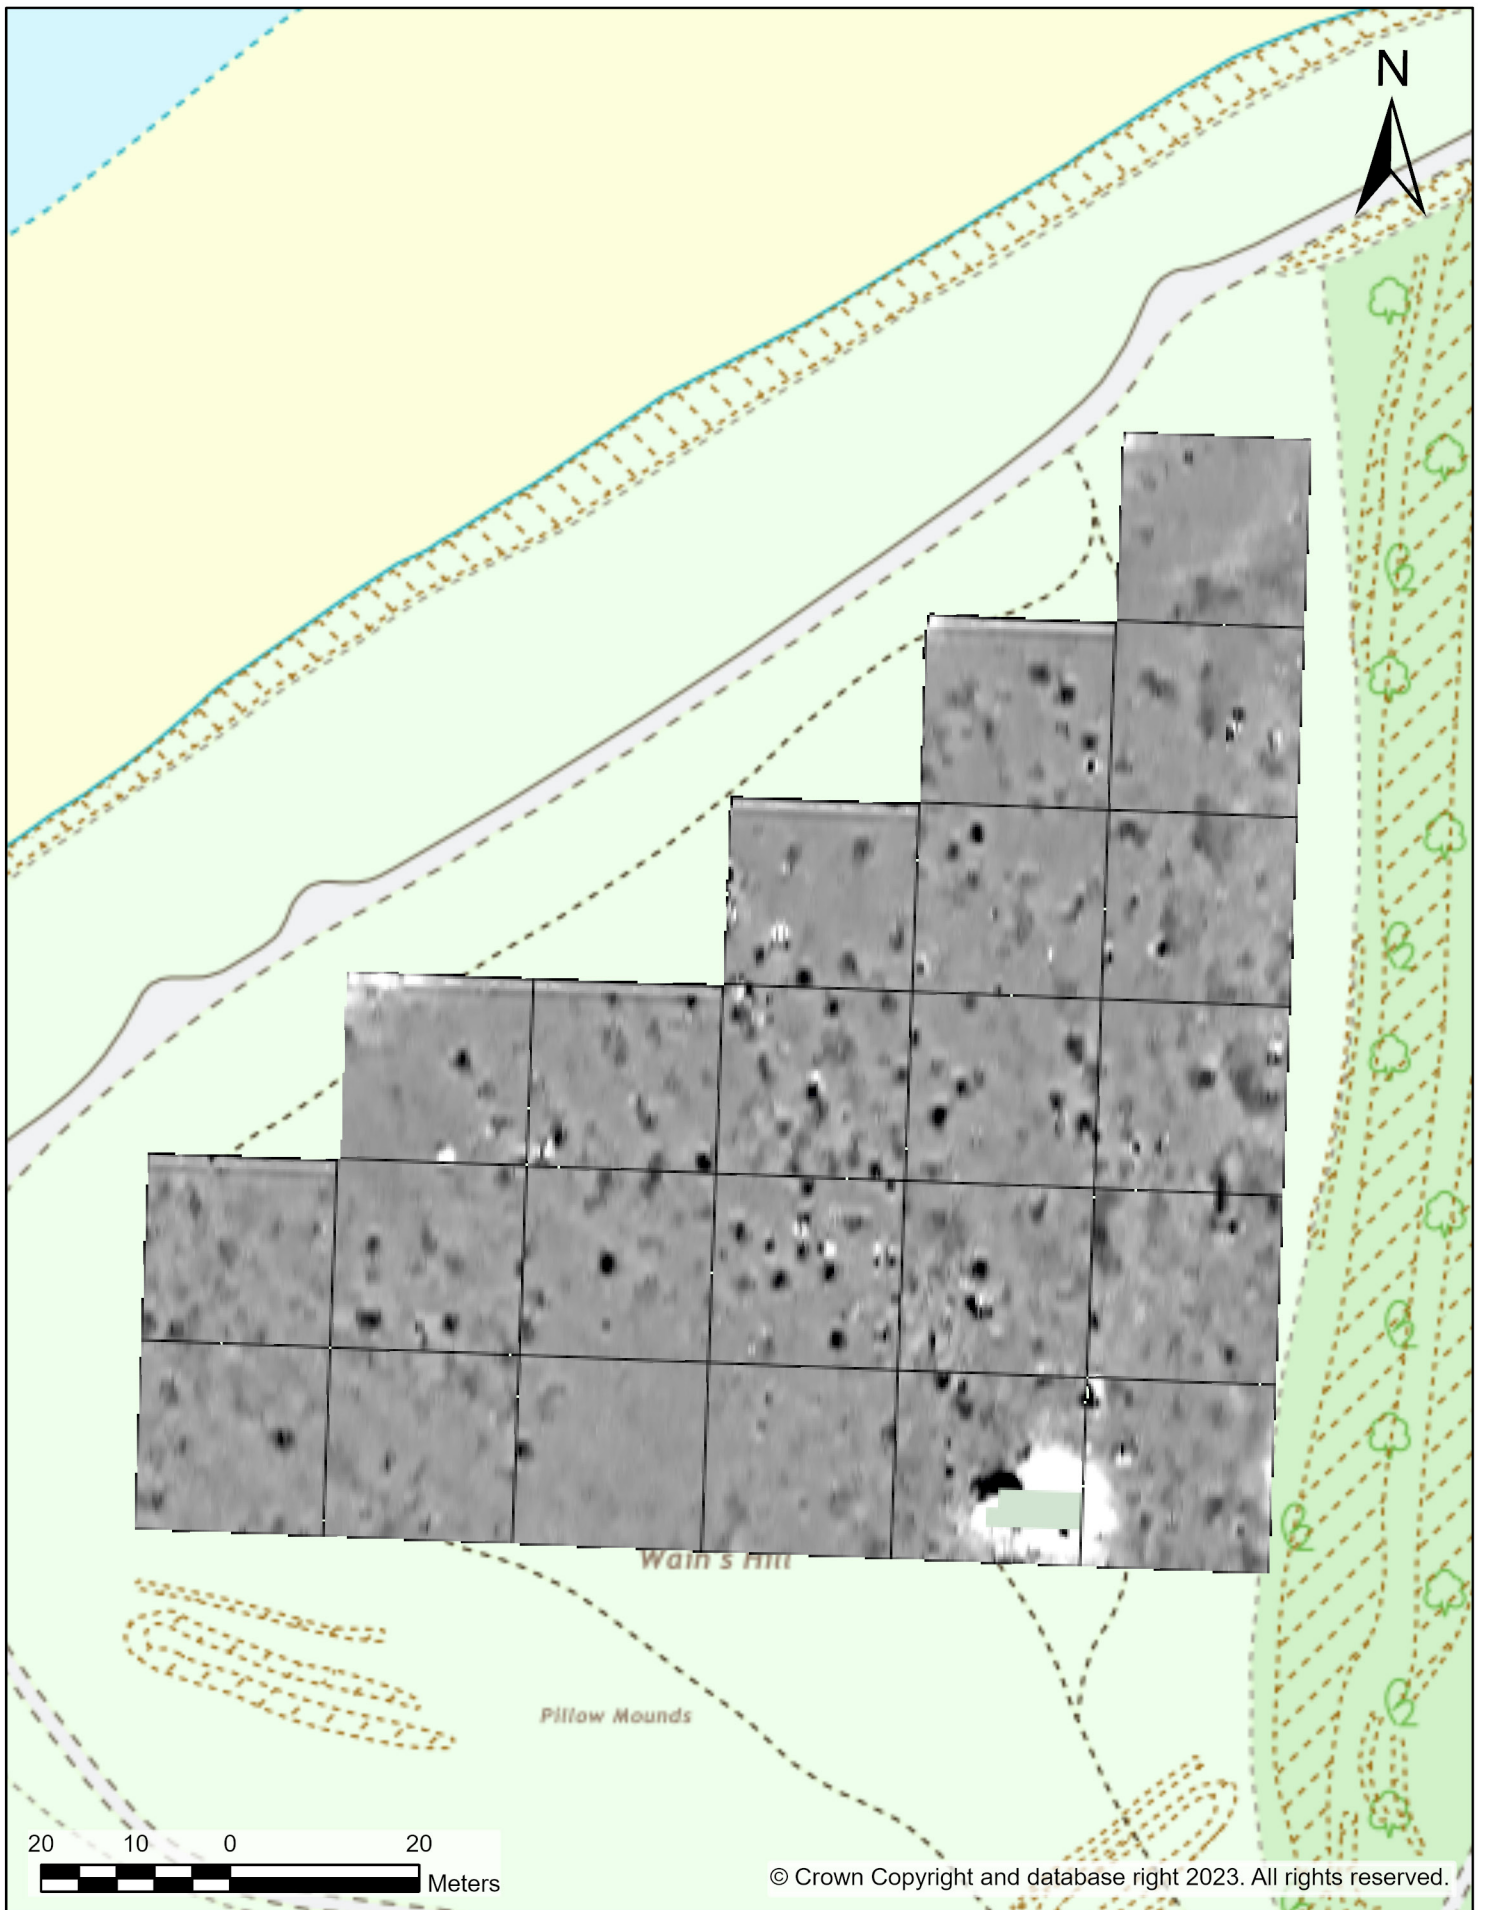 N
Wain's Hill
Pillow Mounds
20 10 0 20
Meters
© Crown Copyright and database right 2023. All rights reserved.